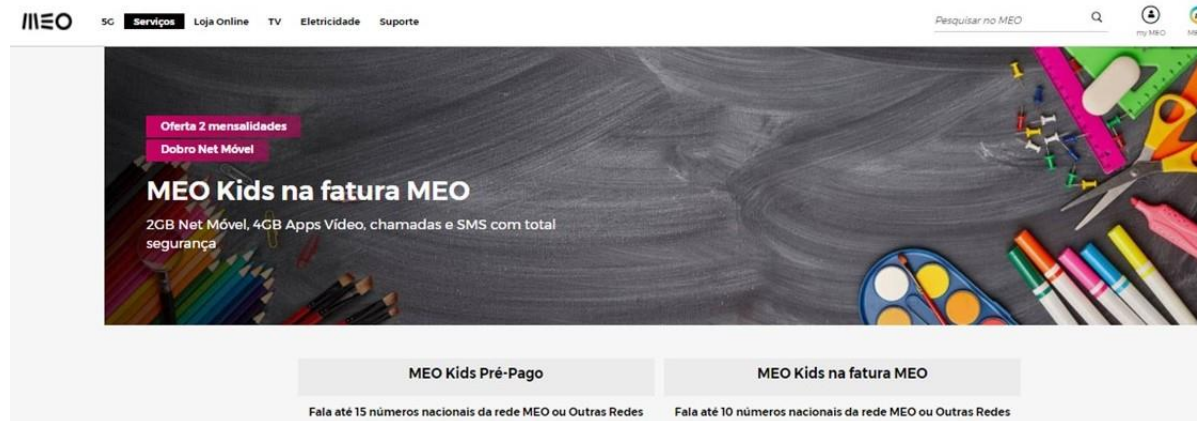 MEO
5G Serviços Loja Online TV Eletricidade Suporte
Pesquisar no MEO
my MEO
Oferta 2 mensalidades
Dobro Net Móvel
MEO Kids na fatura MEO
2GB Net Móvel, 4GB Apps Vídeo, chamadas e SMS com total
segurança
MEO Kids Pré-Pago
MEO Kids na fatura MEO
Fala até 15 números nacionais da rede MEO ou Outras Redes
Fala até 10 números nacionais da rede MEO ou Outras Redes